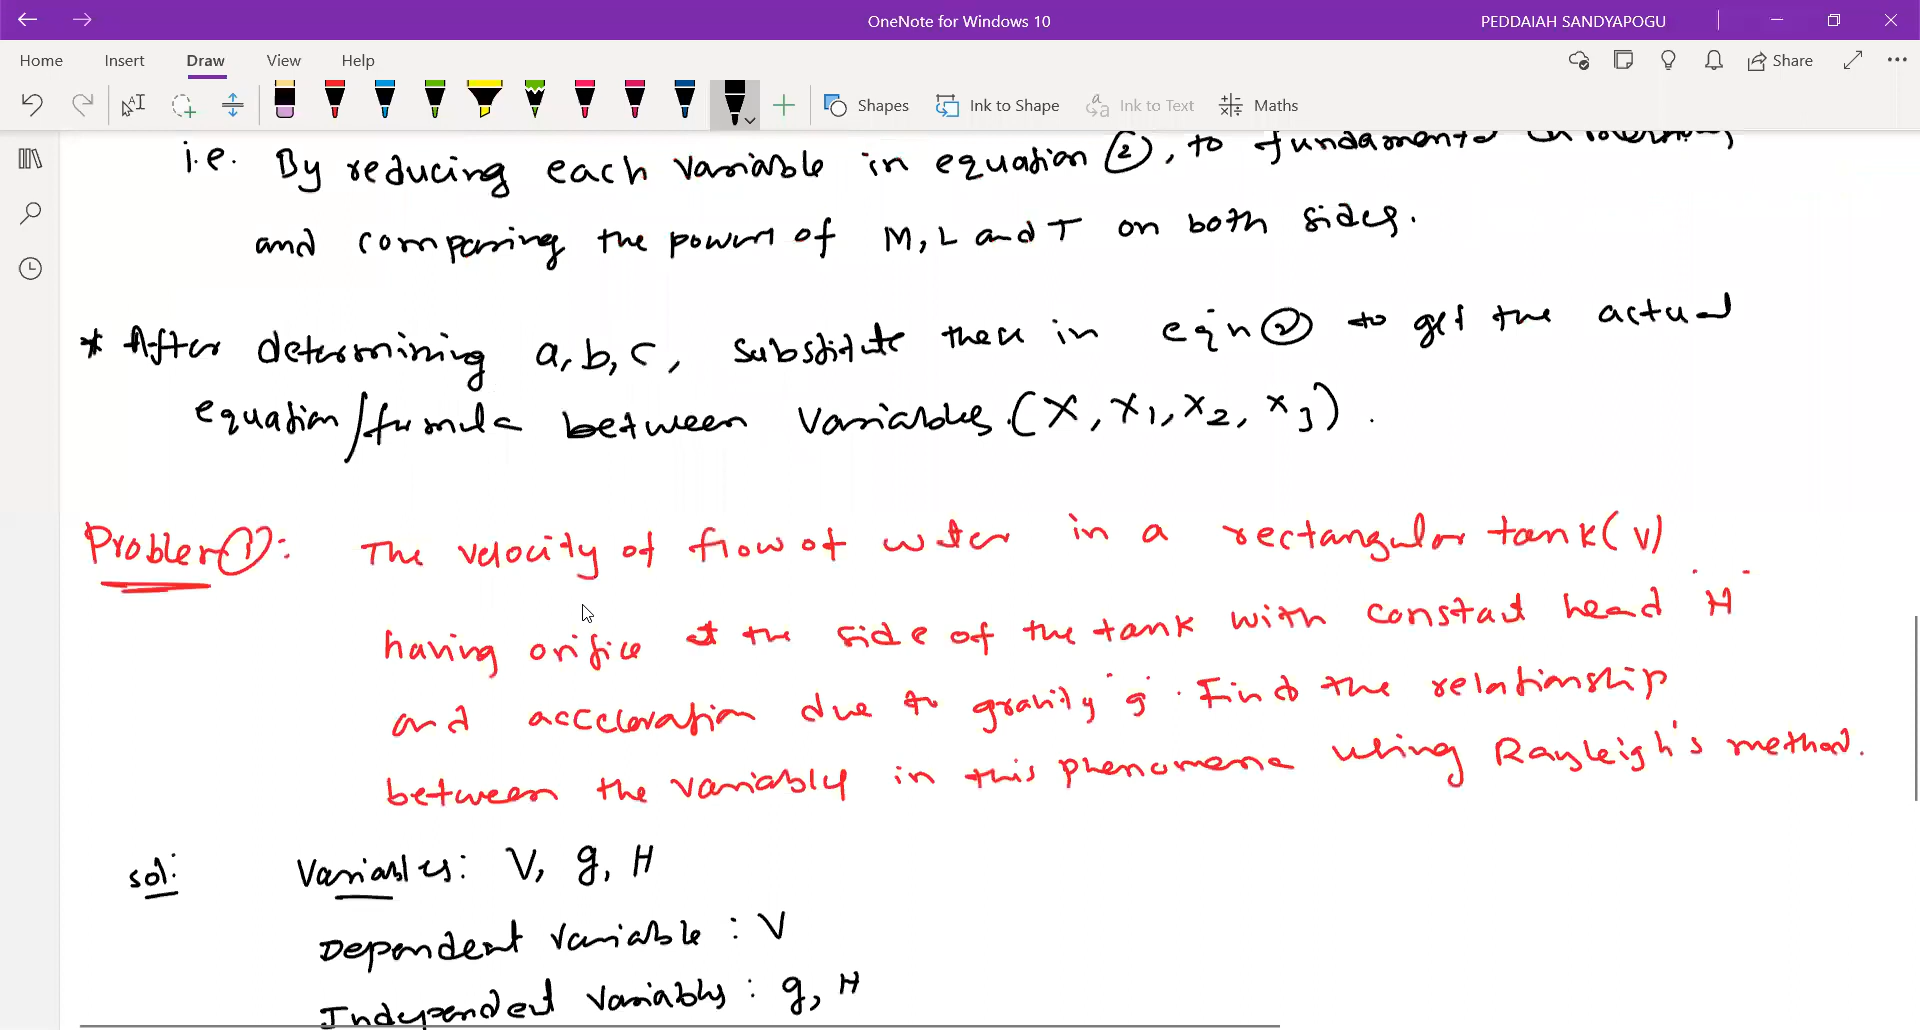 OneNote for Windows 10
PEDDAIAH SANDYAPOGU
Home Insert Draw View Help
Share
Shapes Ink to Shape Ink to Text Maths
i.e. By reducing each variable in equation ②, to fundamental
and comparing the powers of M, L and T on both sides.
* After determining a, b, c, substitute these in eqn ② to get the actual
equation/formula between variables (X, x1, x2, x3).
Problem ①: The velocity of flow of water in a rectangular tank (V)
having orifice at the side of the tank with constant head "H"
and acceleration due to gravity "g". Find the relationship
between the variables in this phenomena using Rayleigh's method.
sol: Variables: V, g, H
Dependent variable : V
Independent variables : g, H